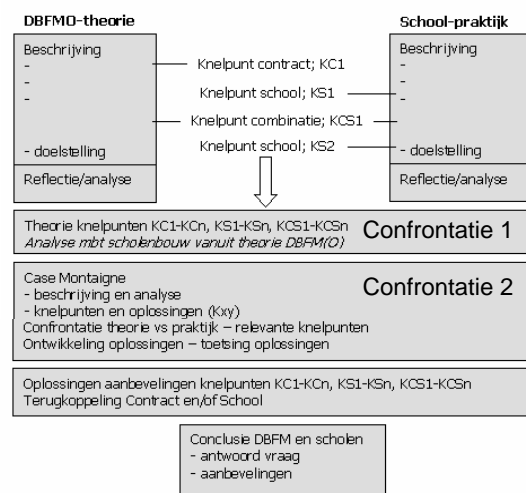 DBFMO-theorie
Beschrijving
-
-
-
- doelstelling
Reflectie/analyse
Knelpunt contract; KC1
Knelpunt school; KS1
Knelpunt combinatie; KCS1
Knelpunt school; KS2
School-praktijk
Beschrijving
-
-
-
- doelstelling
Reflectie/analyse
Theorie knelpunten KC1-KCn, KS1-KSn, KCS1-KCSn
Analyse mbt scholenbouw vanuit theorie DBFM(O)
Confrontatie 1
Case Montaigne
- beschrijving en analyse
- knelpunten en oplossingen (Kxy)
Confrontatie theorie vs praktijk – relevante knelpunten
Ontwikkeling oplossingen – toetsing oplossingen
Confrontatie 2
Oplossingen aanbevelingen knelpunten KC1-KCn, KS1-KSn, KCS1-KCSn
Terugkoppeling Contract en/of School
Conclusie DBFM en scholen
- antwoord vraag
- aanbevelingen